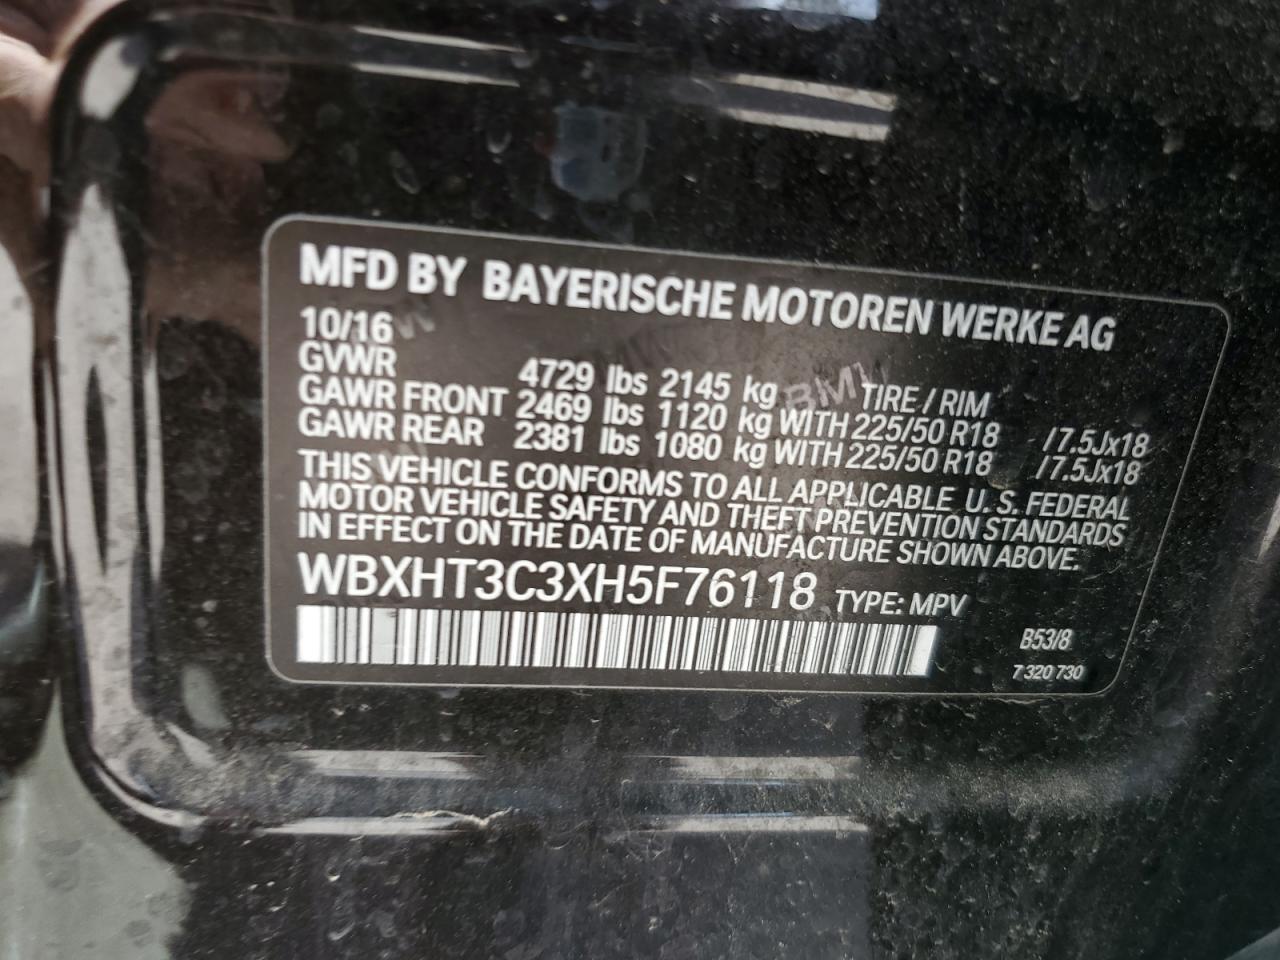 MFD BY BAYERISCHE MOTOREN WERKE AG
10/16
GVWR 4729 lbs 2145 kg TIRE / RIM
GAWR FRONT 2469 lbs 1120 kg WITH 225/50 R18 /7.5Jx18
GAWR REAR 2381 lbs 1080 kg WITH 225/50 R18 /7.5Jx18
THIS VEHICLE CONFORMS TO ALL APPLICABLE U. S. FEDERAL
MOTOR VEHICLE SAFETY AND THEFT PREVENTION STANDARDS
IN EFFECT ON THE DATE OF MANUFACTURE SHOWN ABOVE.
WBXHT3C3XH5F76118 TYPE: MPV
B53/8
7 320 730